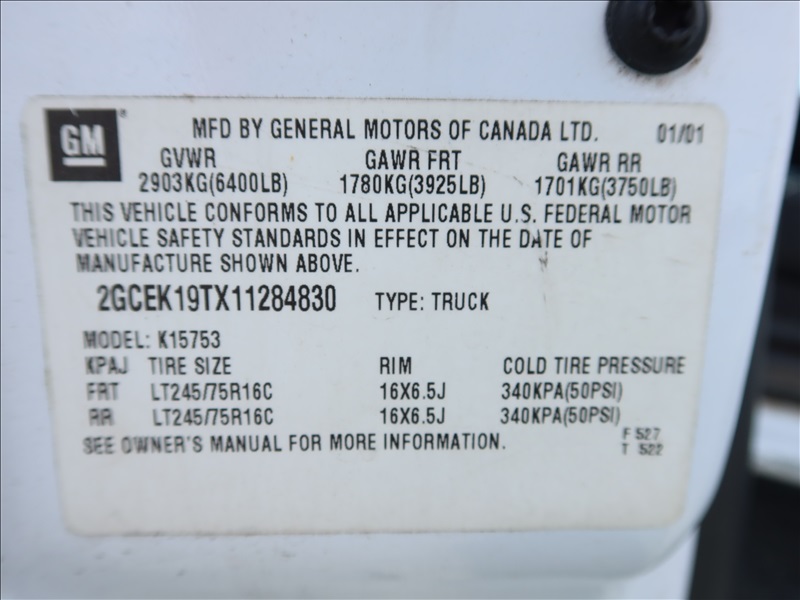 GM MFD BY GENERAL MOTORS OF CANADA LTD. 01/01
GVWR GAWR FRT GAWR RR
2903KG(6400LB) 1780KG(3925LB) 1701KG(3750LB)
THIS VEHICLE CONFORMS TO ALL APPLICABLE U.S. FEDERAL MOTOR
VEHICLE SAFETY STANDARDS IN EFFECT ON THE DATE OF
MANUFACTURE SHOWN ABOVE.
2GCEK19TX11284830 TYPE: TRUCK
MODEL: K15753
KPAJ TIRE SIZE RIM COLD TIRE PRESSURE
FRT LT245/75R16C 16X6.5J 340KPA(50PSI)
RR LT245/75R16C 16X6.5J 340KPA(50PSI)
SEE OWNER'S MANUAL FOR MORE INFORMATION.
F 527
T 522